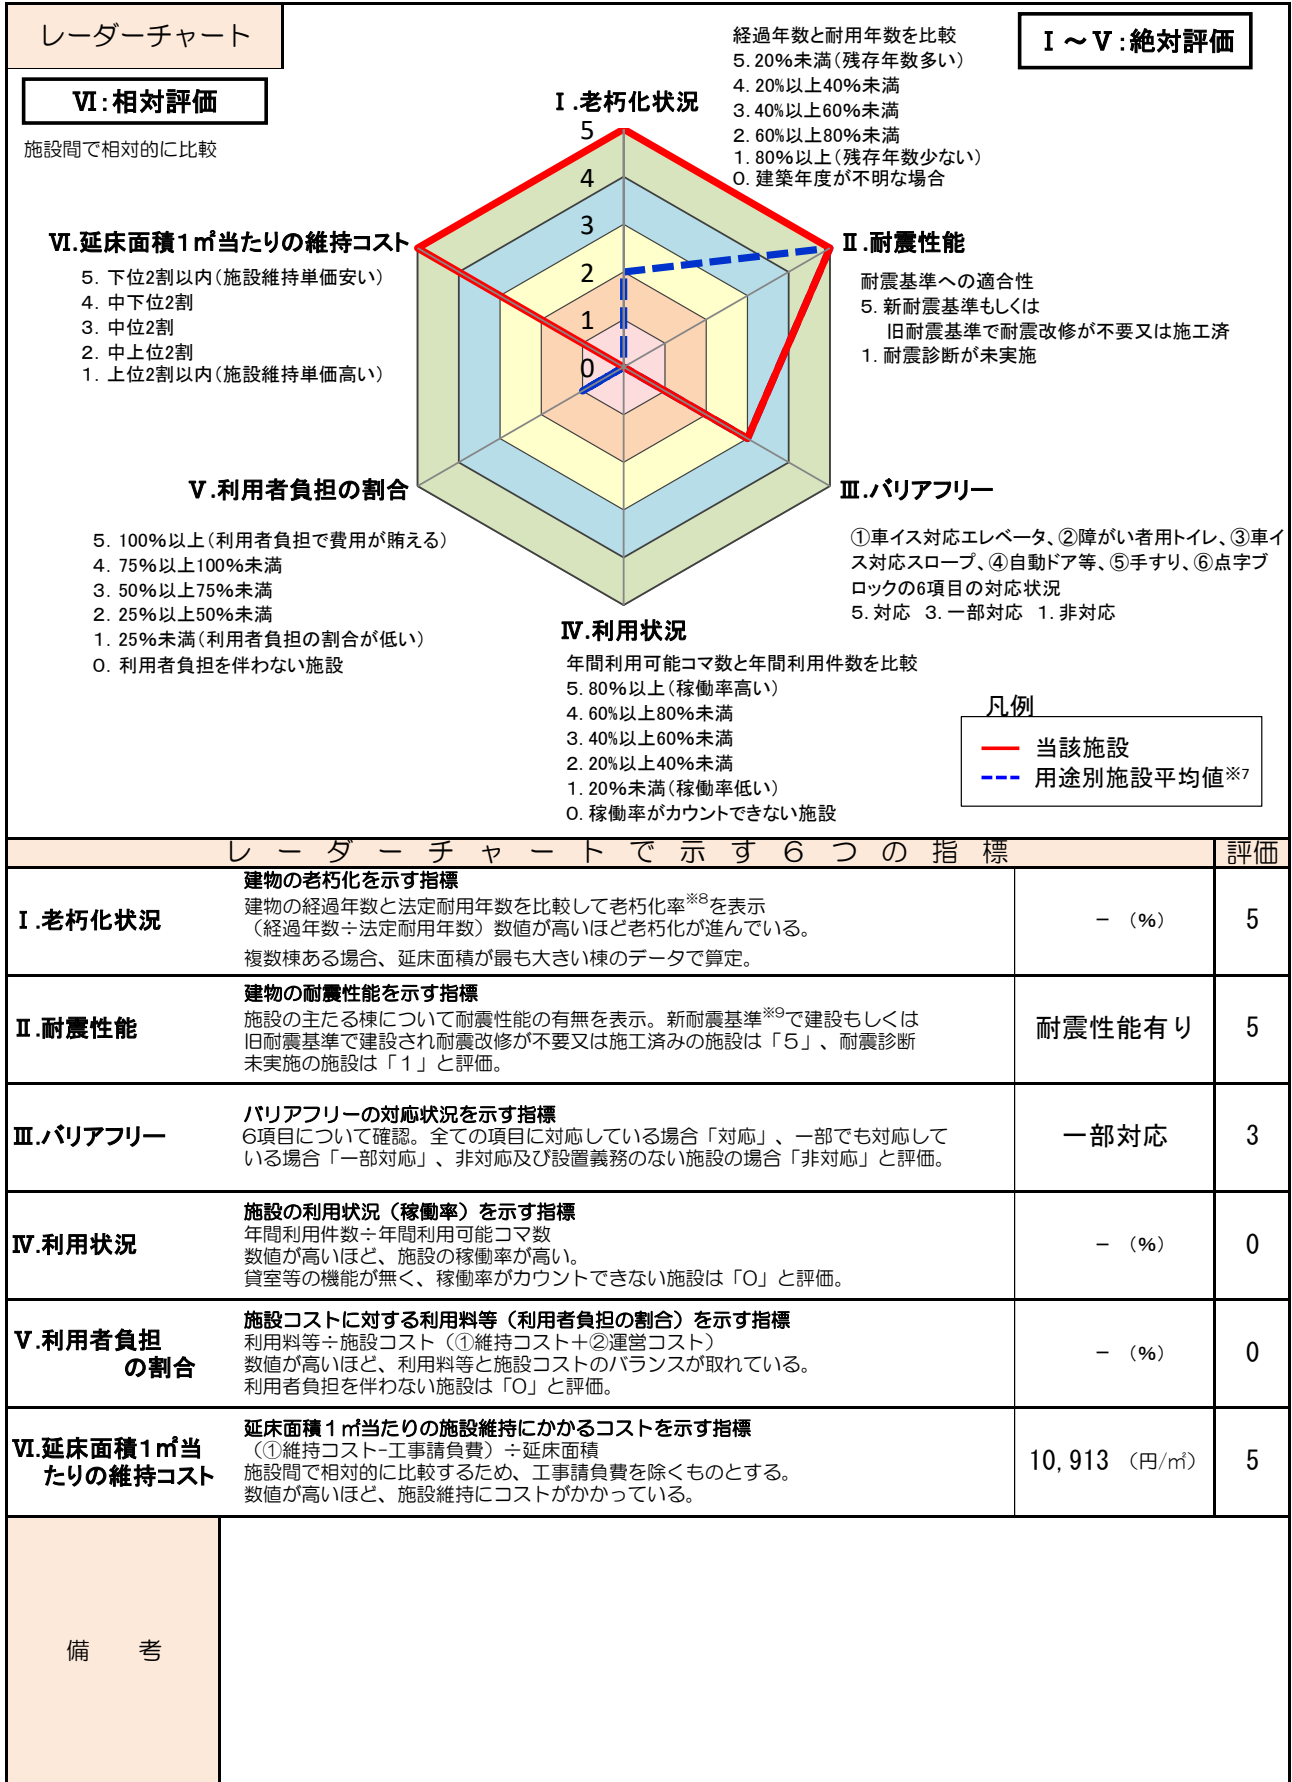 レーダーチャート
Ⅰ～Ⅴ:絶対評価
Ⅵ:相対評価
施設間で相対的に比較
経過年数と耐用年数を比較
5. 20%未満(残存年数多い)
4. 20%以上40%未満
3. 40%以上60%未満
2. 60%以上80%未満
1. 80%以上(残存年数少ない)
0. 建築年度が不明な場合
Ⅰ.老朽化状況
5
4
3
2
1
0
Ⅵ.延床面積1㎡当たりの維持コスト
5. 下位2割以内(施設維持単価安い)
4. 中下位2割
3. 中位2割
2. 中上位2割
1. 上位2割以内(施設維持単価高い)
Ⅱ.耐震性能
耐震基準への適合性
5. 新耐震基準もしくは
旧耐震基準で耐震改修が不要又は施工済
1. 耐震診断が未実施
Ⅴ.利用者負担の割合
5. 100%以上(利用者負担で費用が賄える)
4. 75%以上100%未満
3. 50%以上75%未満
2. 25%以上50%未満
1. 25%未満(利用者負担の割合が低い)
0. 利用者負担を伴わない施設
Ⅲ.バリアフリー
①車イス対応エレベータ、②障がい者用トイレ、③車イ
ス対応スロープ、④自動ドア等、⑤手すり、⑥点字ブ
ロックの6項目の対応状況
5. 対応 3. 一部対応 1. 非対応
Ⅳ.利用状況
年間利用可能コマ数と年間利用件数を比較
5. 80%以上(稼働率高い)
4. 60%以上80%未満
3. 40%以上60%未満
2. 20%以上40%未満
1. 20%未満(稼働率低い)
0. 稼働率がカウントできない施設
凡例
当該施設
用途別施設平均値※7
レーダーチャートで示す6つの指標 評価
Ⅰ.老朽化状況
建物の老朽化を示す指標
建物の経過年数と法定耐用年数を比較して老朽化率※8を表示
（経過年数÷法定耐用年数）数値が高いほど老朽化が進んでいる。
複数棟ある場合、延床面積が最も大きい棟のデータで算定。
－ (%) 5
Ⅱ.耐震性能
建物の耐震性能を示す指標
施設の主たる棟について耐震性能の有無を表示。新耐震基準※9で建設もしくは
旧耐震基準で建設され耐震改修が不要又は施工済みの施設は「5」、耐震診断
未実施の施設は「1」と評価。
耐震性能有り 5
Ⅲ.バリアフリー
バリアフリーの対応状況を示す指標
6項目について確認。全ての項目に対応している場合「対応」、一部でも対応して
いる場合「一部対応」、非対応及び設置義務のない施設の場合「非対応」と評価。
一部対応 3
Ⅳ.利用状況
施設の利用状況（稼働率）を示す指標
年間利用件数÷年間利用可能コマ数
数値が高いほど、施設の稼働率が高い。
貸室等の機能が無く、稼働率がカウントできない施設は「0」と評価。
－ (%) 0
Ⅴ.利用者負担
の割合
施設コストに対する利用料等（利用者負担の割合）を示す指標
利用料等÷施設コスト（①維持コスト＋②運営コスト）
数値が高いほど、利用料等と施設コストのバランスが取れている。
利用者負担を伴わない施設は「0」と評価。
－ (%) 0
Ⅵ.延床面積1㎡当
たりの維持コスト
延床面積1㎡当たりの施設維持にかかるコストを示す指標
（①維持コスト-工事請負費）÷延床面積
施設間で相対的に比較するため、工事請負費を除くものとする。
数値が高いほど、施設維持にコストがかかっている。
10,913 (円/㎡) 5
備 考